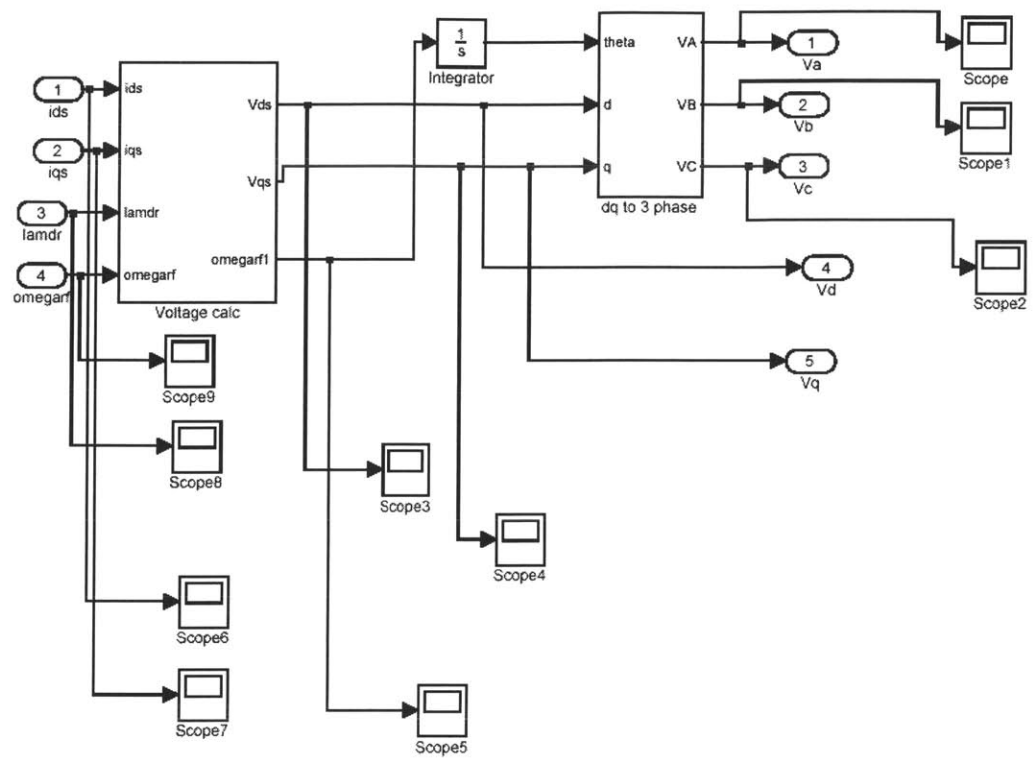 1
ids
2
iqs
3
lamdr
4
omegarf
ids
iqs
lamdr
omegarf
Vds
Vqs
omegarf1
Voltage calc
1
s
Integrator
theta
d
q
VA
VB
VC
dq to 3 phase
1
Va
2
Vb
3
Vc
4
Vd
5
Vq
Scope
Scope1
Scope2
Scope9
Scope8
Scope3
Scope4
Scope6
Scope7
Scope5